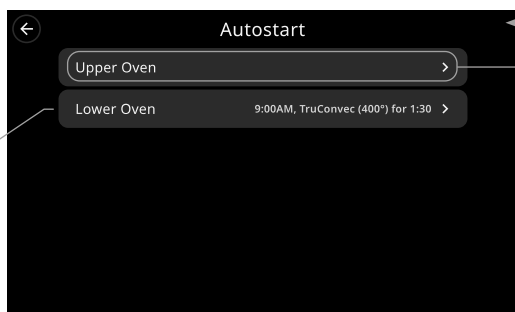 Autostart
Upper Oven
Lower Oven 9:00AM, TruConvec (400°) for 1:30